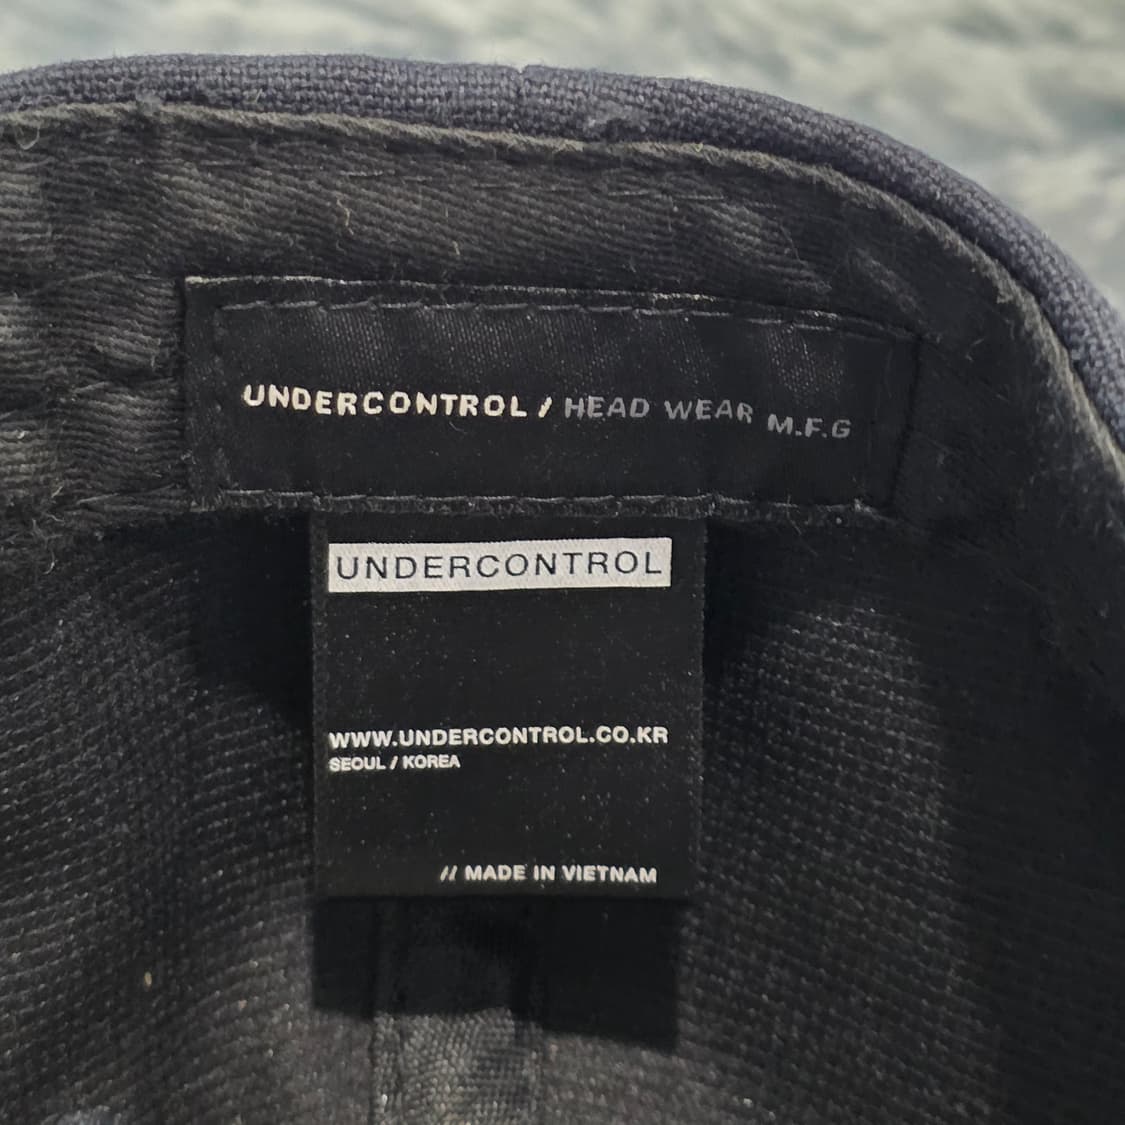 UNDERCONTROL / HEAD WEAR M.F.G
UNDERCONTROL
WWW.UNDERCONTROL.CO.KR
SEOUL / KOREA
// MADE IN VIETNAM